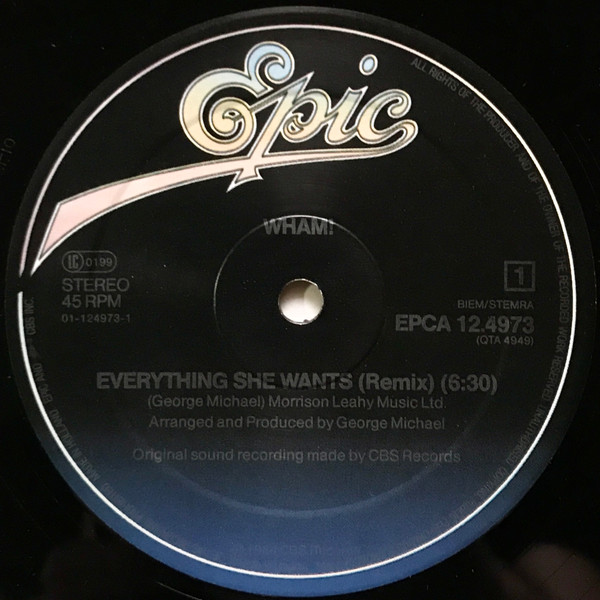 Epic
WHAM!
LC 0199
STEREO
45 RPM
01-124973-1
1
BIEM/STEMRA
EPCA 12.4973
(QTA 4949)
EVERYTHING SHE WANTS (Remix) (6:30)
(George Michael) Morrison Leahy Music Ltd.
Arranged and Produced by George Michael
Original sound recording made by CBS Records
ALL RIGHTS OF THE PRODUCER AND OF THE OWNER OF THE RECORDED WORK RESERVED
MADE IN HOLLAND